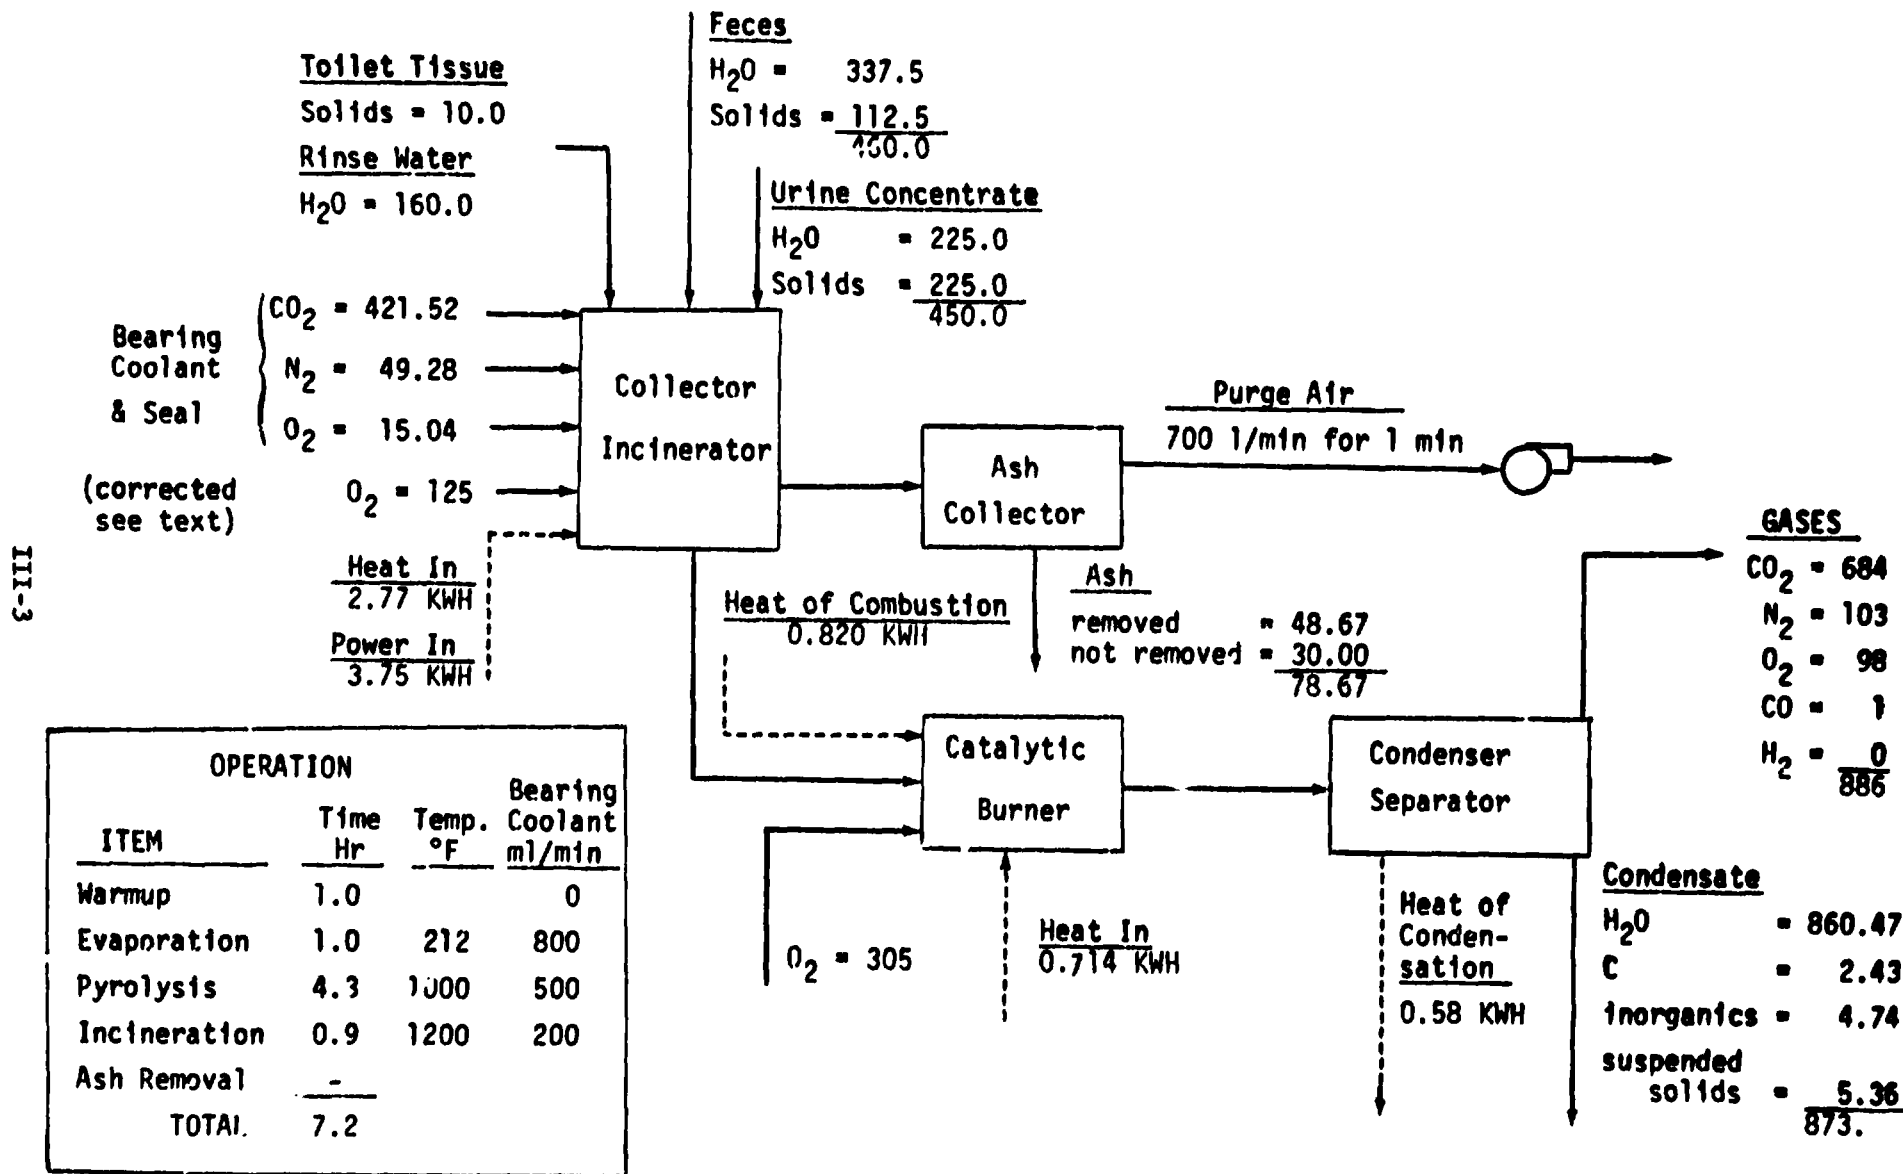 Toilet Tissue
Solids = 10.0
Rinse Water
H2O = 160.0
Feces
H2O = 337.5
Solids = 112.5
450.0
Urine Concentrate
H2O = 225.0
Solids = 225.0
450.0
Bearing
Coolant
& Seal
CO2 = 421.52
N2 = 49.28
O2 = 15.04
(corrected
see text)
O2 = 125
Heat In
2.77 KWH
Power In
3.75 KWH
Collector
Incinerator
Ash
Collector
Purge Air
700 l/min for 1 min
Heat of Combustion
0.820 KWH
Ash
removed = 48.67
not removed = 30.00
78.67
GASES
CO2 = 684
N2 = 103
O2 = 98
CO = 1
H2 = 0
886
Catalytic
Burner
Condenser
Separator
O2 = 305
Heat In
0.714 KWH
Heat of
Conden-
sation
0.58 KWH
Condensate
H2O = 860.47
C = 2.43
inorganics = 4.74
suspended
solids = 5.36
873.
OPERATION
ITEM Time Hr Temp. °F Bearing Coolant ml/min
Warmup 1.0 0
Evaporation 1.0 212 800
Pyrolysis 4.3 1000 500
Incineration 0.9 1200 200
Ash Removal -
TOTAL 7.2
III-3